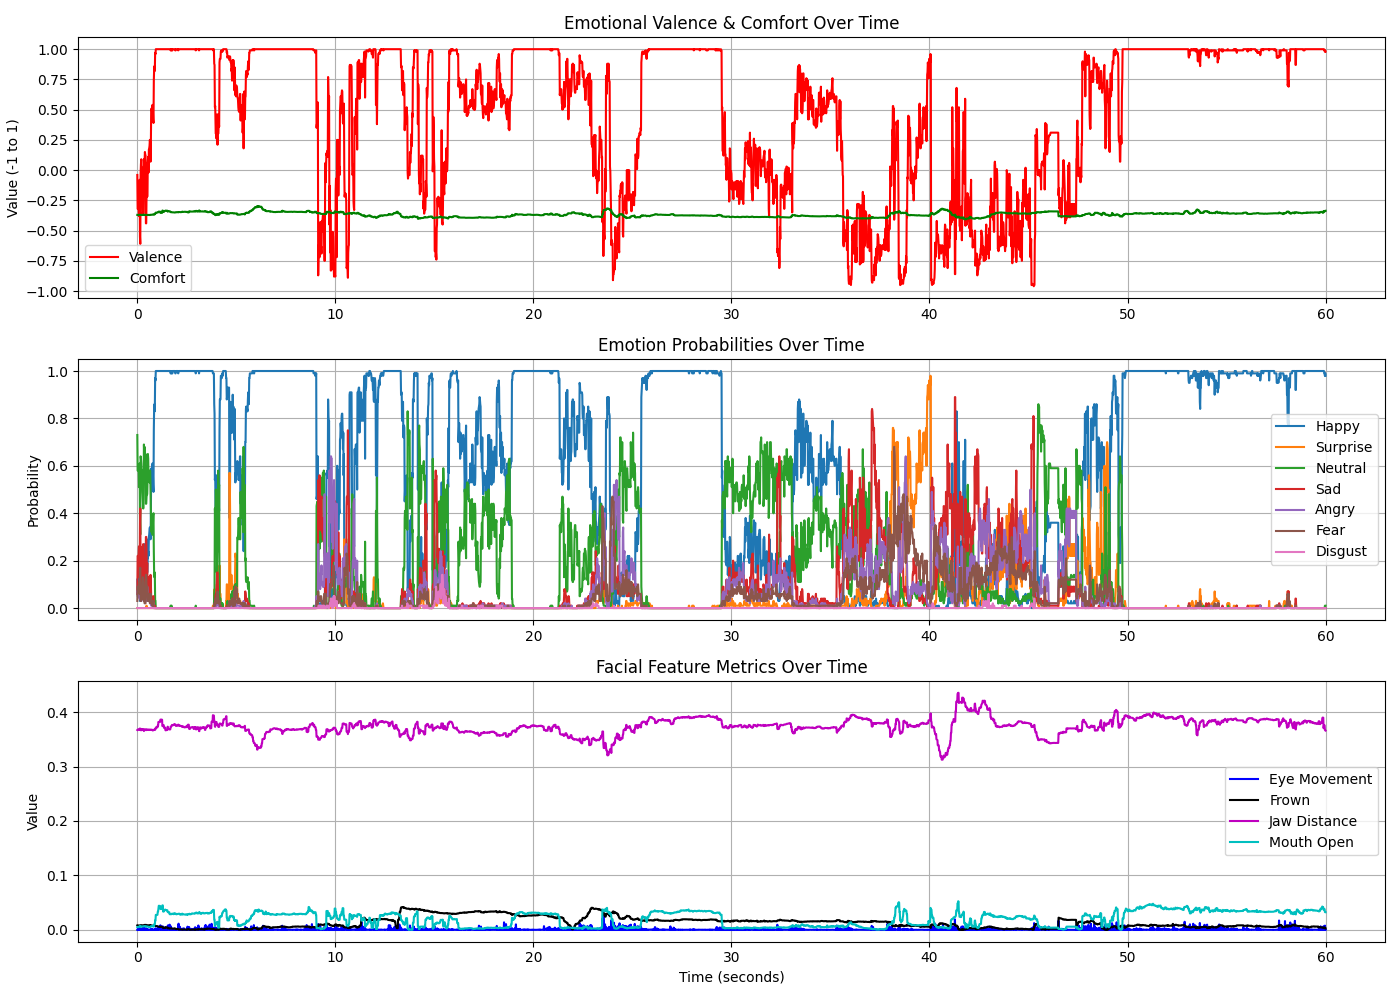 Emotional Valence & Comfort Over Time
Value (-1 to 1)
1.00
0.75
0.50
0.25
0.00
−0.25
−0.50
−0.75
−1.00
Valence
Comfort
0 10 20 30 40 50 60
Emotion Probabilities Over Time
Probability
1.0
0.8
0.6
0.4
0.2
0.0
Happy
Surprise
Neutral
Sad
Angry
Fear
Disgust
0 10 20 30 40 50 60
Facial Feature Metrics Over Time
Value
0.4
0.3
0.2
0.1
0.0
Eye Movement
Frown
Jaw Distance
Mouth Open
0 10 20 30 40 50 60
Time (seconds)